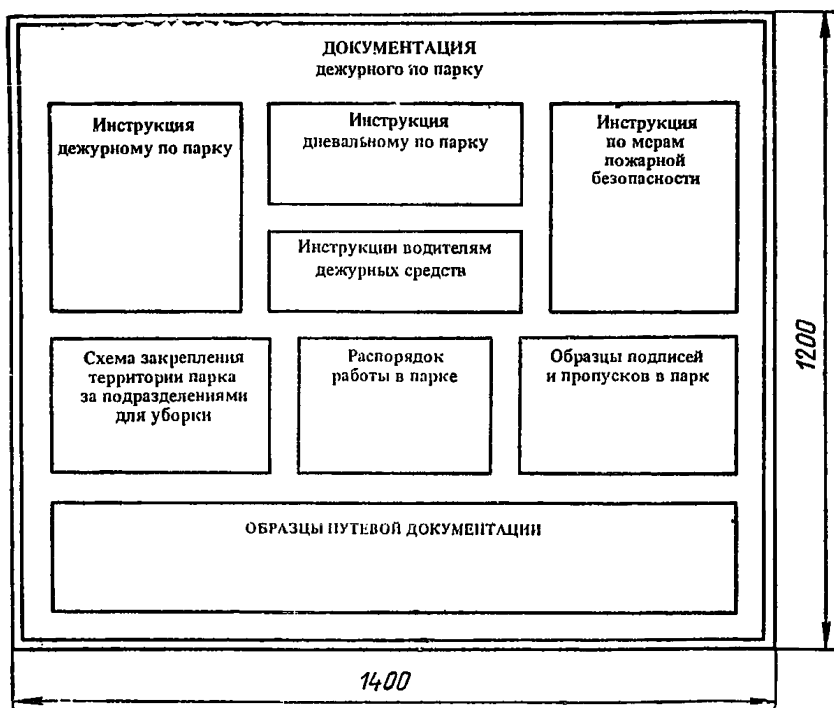 ДОКУМЕНТАЦИЯ
дежурного по парку
Инструкция
дежурному по парку
Инструкция
дневальному по парку
Инструкция
по мерам
пожарной
безопасности
Инструкции водителям
дежурных средств
Схема закрепления
территории парка
за подразделениями
для уборки
Распорядок
работы в парке
Образцы подписей
и пропусков в парк
ОБРАЗЦЫ ПУТЕВОЙ ДОКУМЕНТАЦИИ
1200
1400